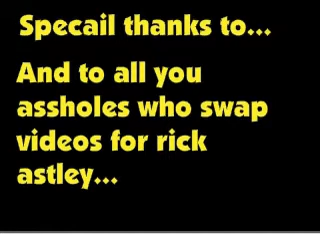 Specail thanks to...
And to all you
assholes who swap
videos for rick
astley...